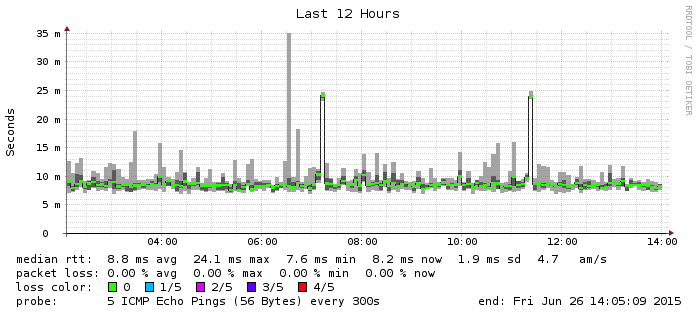 Last 12 Hours
RRDTOOL / TOBI OETIKER
Seconds
35 m
30 m
25 m
20 m
15 m
10 m
5 m
0
04:00 06:00 08:00 10:00 12:00 14:00
median rtt: 8.8 ms avg 24.1 ms max 7.6 ms min 8.2 ms now 1.9 ms sd 4.7 am/s
packet loss: 0.00 % avg 0.00 % max 0.00 % min 0.00 % now
loss color: 0 1/5 2/5 3/5 4/5
probe: 5 ICMP Echo Pings (56 Bytes) every 300s end: Fri Jun 26 14:05:09 2015